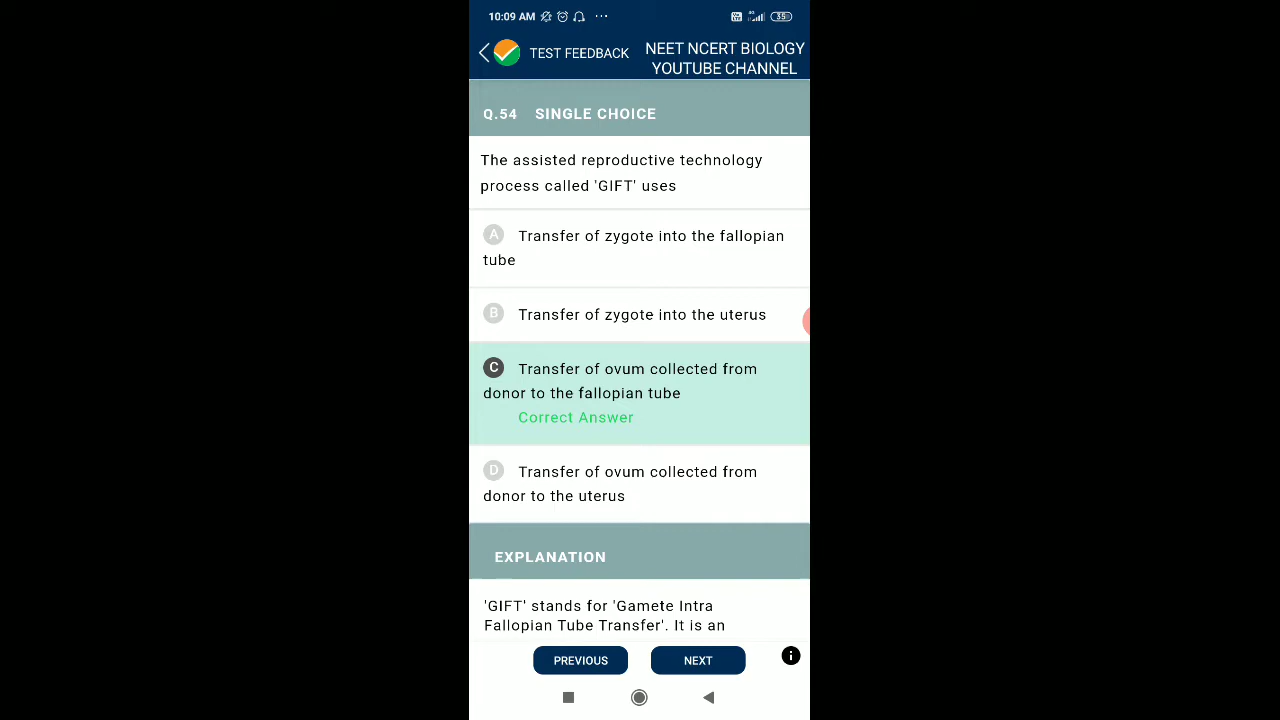 10:09 AM ... 35
TEST FEEDBACK
NEET NCERT BIOLOGY
YOUTUBE CHANNEL
Q.54 SINGLE CHOICE
The assisted reproductive technology
process called 'GIFT' uses
A Transfer of zygote into the fallopian
tube
B Transfer of zygote into the uterus
C Transfer of ovum collected from
donor to the fallopian tube
Correct Answer
D Transfer of ovum collected from
donor to the uterus
EXPLANATION
'GIFT' stands for 'Gamete Intra
Fallopian Tube Transfer'. It is an
PREVIOUS NEXT